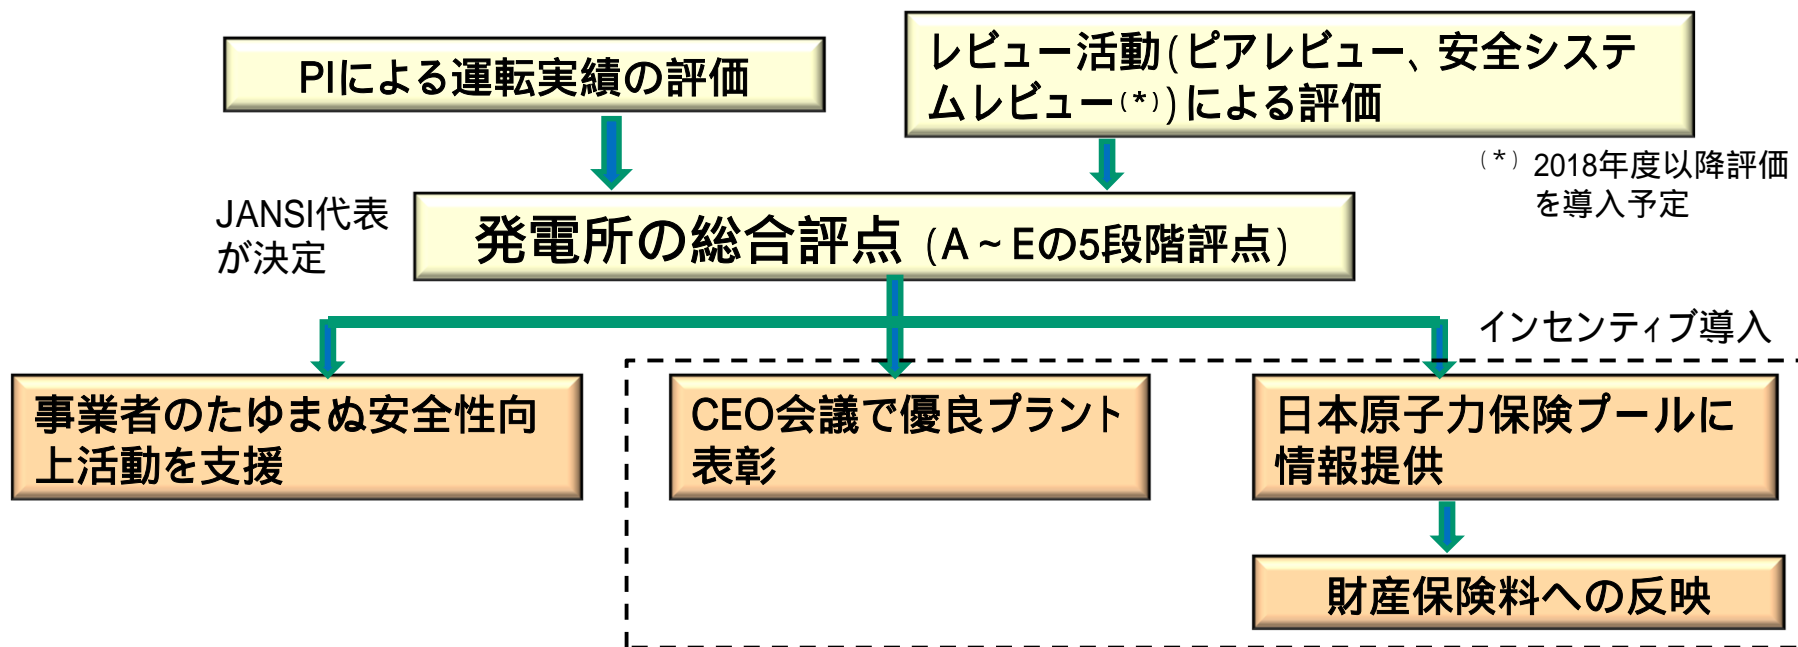 PIによる運転実績の評価
レビュー活動(ピアレビュー、安全システ
ムレビュー(*))による評価
(*) 2018年度以降評価
を導入予定
JANSI代表
が決定
発電所の総合評点 (A~Eの5段階評点)
インセンティブ導入
事業者のたゆまぬ安全性向
上活動を支援
CEO会議で優良プラント
表彰
日本原子力保険プールに
情報提供
財産保険料への反映